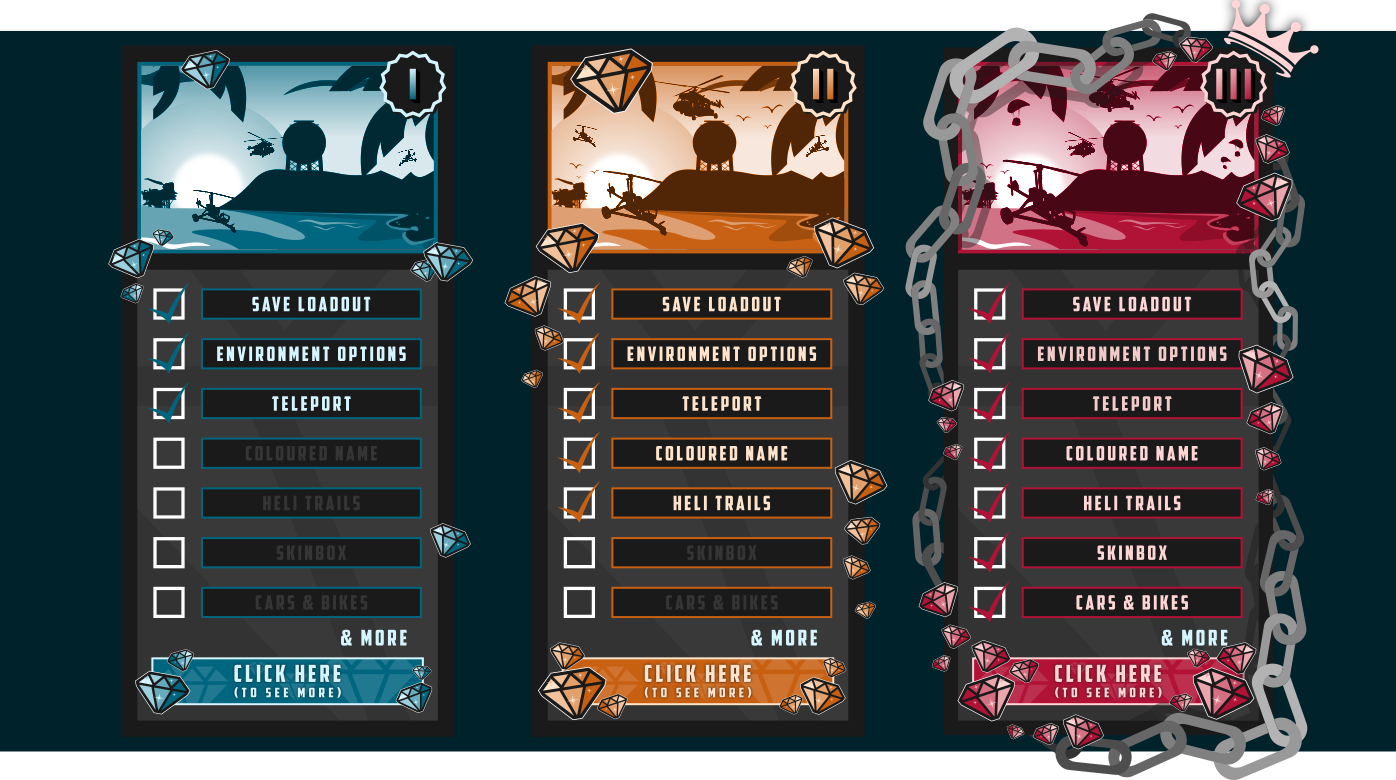 I
SAVE LOADOUT
ENVIRONMENT OPTIONS
TELEPORT
COLOURED NAME
HELI TRAILS
SKINBOX
CARS & BIKES
& MORE
CLICK HERE
(TO SEE MORE)
II
SAVE LOADOUT
ENVIRONMENT OPTIONS
TELEPORT
COLOURED NAME
HELI TRAILS
SKINBOX
CARS & BIKES
& MORE
CLICK HERE
(TO SEE MORE)
III
SAVE LOADOUT
ENVIRONMENT OPTIONS
TELEPORT
COLOURED NAME
HELI TRAILS
SKINBOX
CARS & BIKES
& MORE
CLICK HERE
(TO SEE MORE)